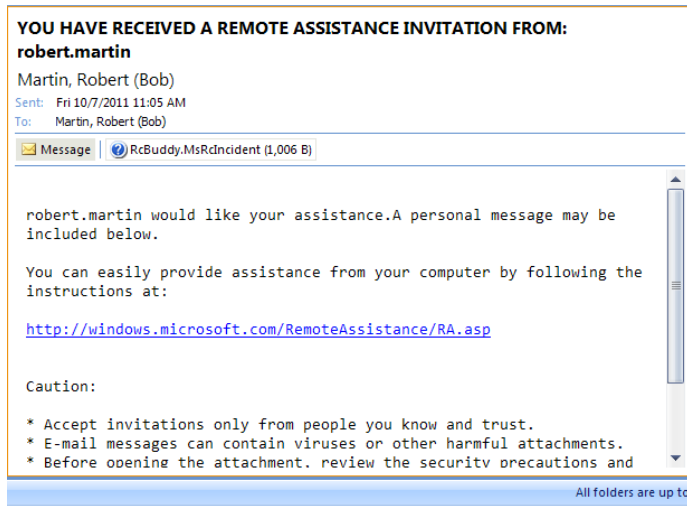 YOU HAVE RECEIVED A REMOTE ASSISTANCE INVITATION FROM:
robert.martin
Martin, Robert (Bob)
Sent: Fri 10/7/2011 11:05 AM
To: Martin, Robert (Bob)
Message RcBuddy.MsRcIncident (1,006 B)
robert.martin would like your assistance.A personal message may be
included below.
You can easily provide assistance from your computer by following the
instructions at:
http://windows.microsoft.com/RemoteAssistance/RA.asp
Caution:
* Accept invitations only from people you know and trust.
* E-mail messages can contain viruses or other harmful attachments.
* Before opening the attachment, review the security precautions and
All folders are up to